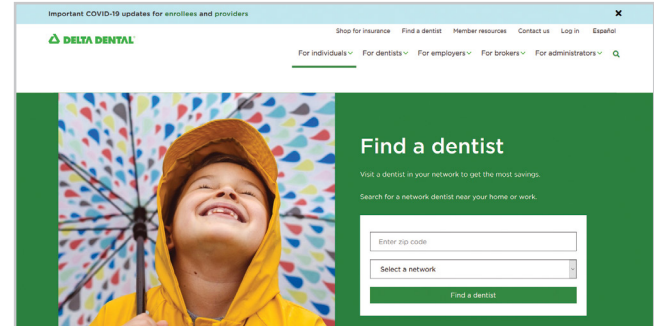 Important COVID-19 updates for enrollees and providers
Shop for insurance Find a dentist Member resources Contact us Log in Español
DELTA DENTAL
For individuals For dentists For employers For brokers For administrators
Find a dentist
Visit a dentist in your network to get the most savings.
Search for a network dentist near your home or work.
Enter zip code
Select a network
Find a dentist